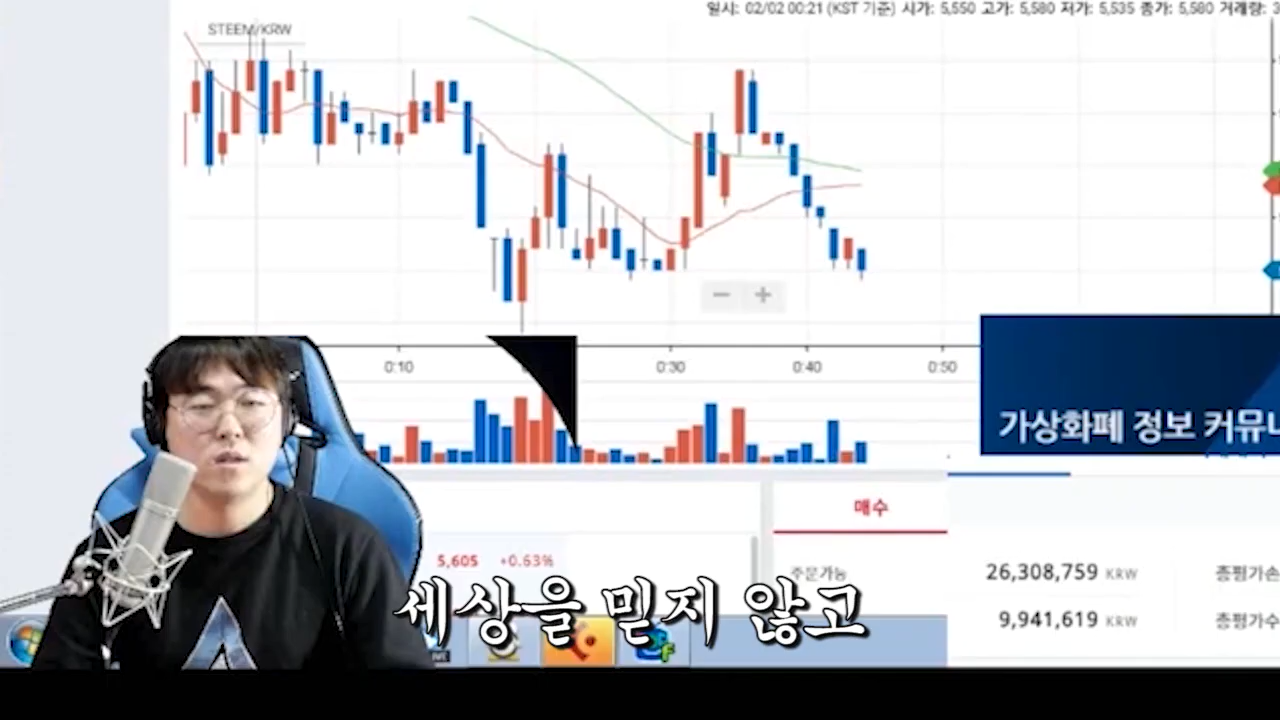 일시: 02/02 00:21 (KST 기준) 시가: 5,550 고가: 5,580 저가: 5,535 종가: 5,580 거래량: 3
STEEM/KRW
0:10
0:30
0:40
0:50
가상화폐 정보 커뮤니
매수
5,605 +0.63%
주문가능
26,308,759 KRW
총평가손
9,941,619 KRW
총평가수
세상을 믿지 않고